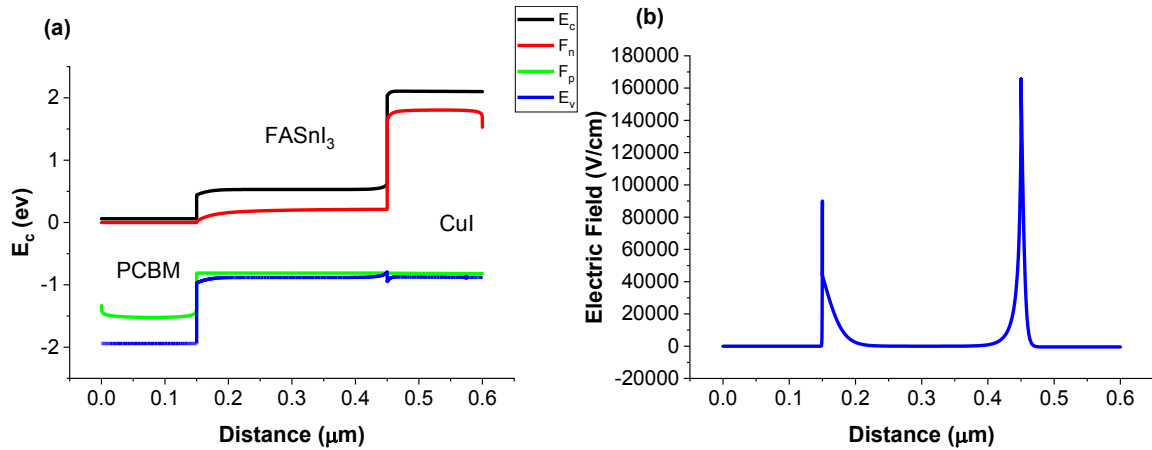 (a)
E_c
F_n
F_p
E_v
FASnI_3
CuI
PCBM
E_c (ev)
2
1
0
-1
-2
0.0 0.1 0.2 0.3 0.4 0.5 0.6
Distance (μm)
(b)
Electric Field (V/cm)
180000
160000
140000
120000
100000
80000
60000
40000
20000
0
-20000
0.0 0.1 0.2 0.3 0.4 0.5 0.6
Distance (μm)